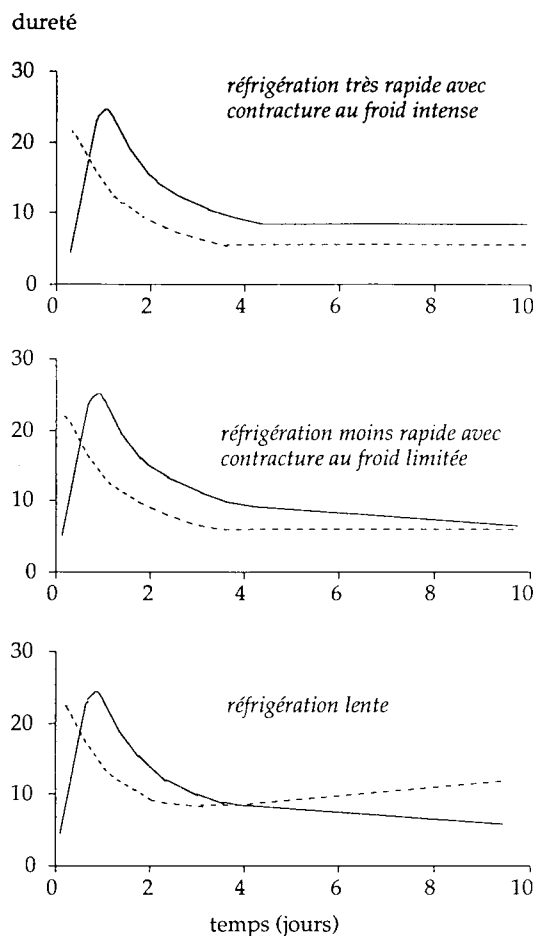 dureté
30
réfrigération très rapide avec
contracture au froid intense
20
10
0
0 2 4 6 8 10
30
réfrigération moins rapide avec
contracture au froid limitée
20
10
0
0 2 4 6 8 10
30
réfrigération lente
20
10
0
0 2 4 6 8 10
temps (jours)